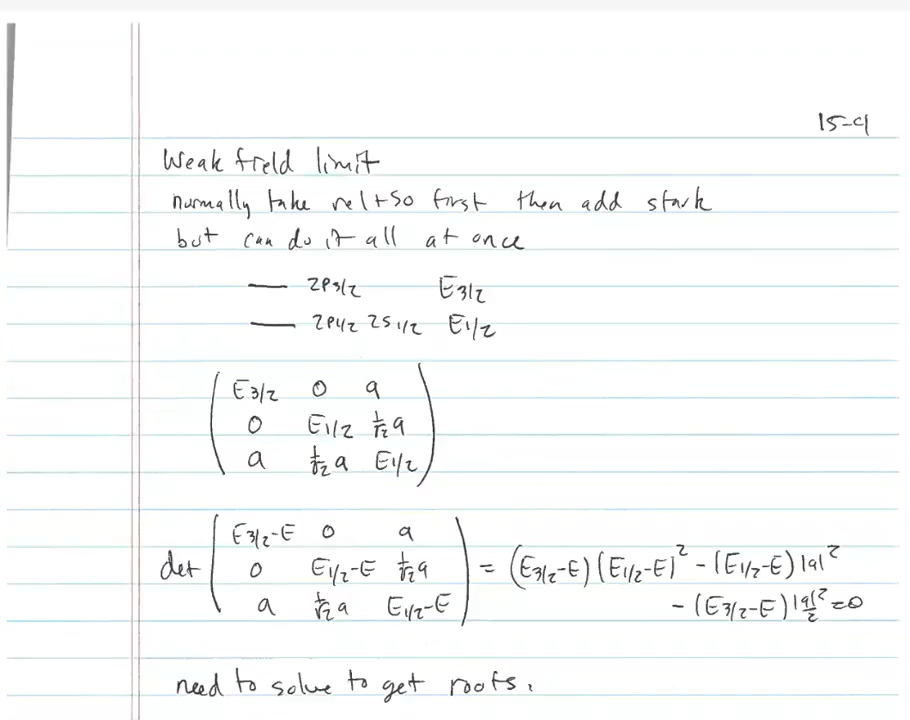 15-9
Weak field limit
normally take rel+so first then add stark
but can do it all at once
— 2P3/2 E3/2
— 2P1/2 2S1/2 E1/2
( E3/2 0 a
0 E1/2 1/√2 a
a 1/√2 a E1/2 )
det ( E3/2-E 0 a
0 E1/2-E 1/√2 a
a 1/√2 a E1/2-E ) = (E3/2-E)(E1/2-E)² - (E1/2-E)|a|²
- (E3/2-E)|a|²/2 = 0
need to solve to get roots.